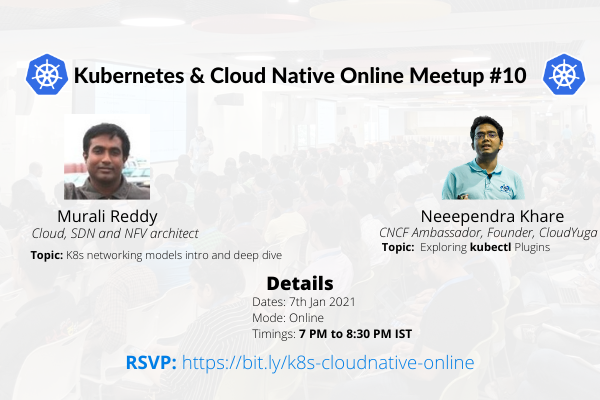 Kubernetes & Cloud Native Online Meetup #10
Murali Reddy
Cloud, SDN and NFV architect
Topic: K8s networking models intro and deep dive
Neeependra Khare
CNCF Ambassador, Founder, CloudYuga
Topic: Exploring kubectl Plugins
Details
Dates: 7th Jan 2021
Mode: Online
Timings: 7 PM to 8:30 PM IST
RSVP: https://bit.ly/k8s-cloudnative-online